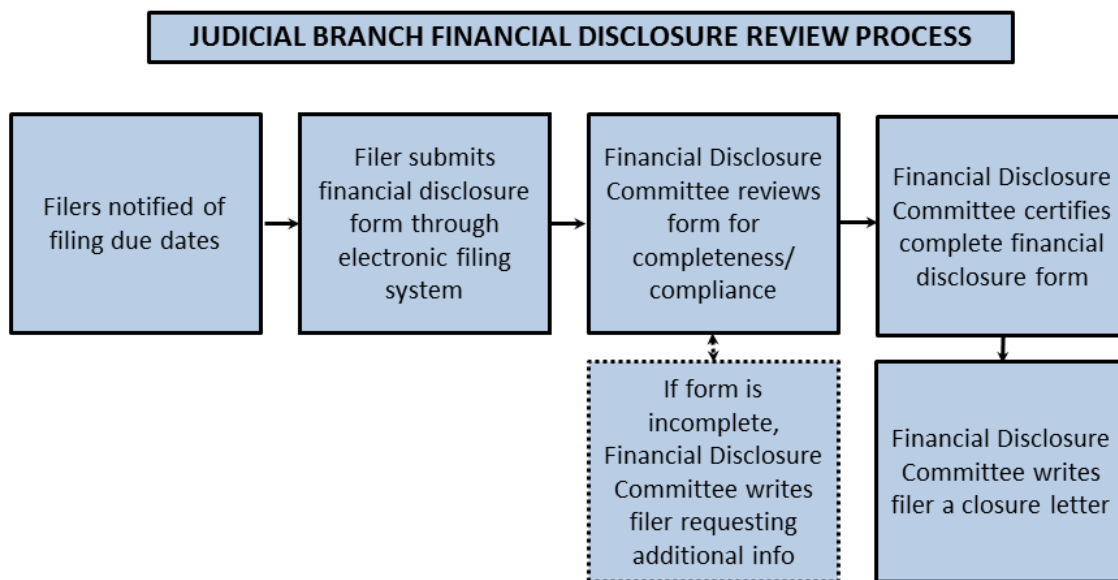 JUDICIAL BRANCH FINANCIAL DISCLOSURE REVIEW PROCESS
Filers notified of
filing due dates
Filer submits
financial disclosure
form through
electronic filing
system
Financial Disclosure
Committee reviews
form for
completeness/
compliance
Financial Disclosure
Committee certifies
complete financial
disclosure form
If form is
incomplete,
Financial Disclosure
Committee writes
filer requesting
additional info
Financial Disclosure
Committee writes
filer a closure letter